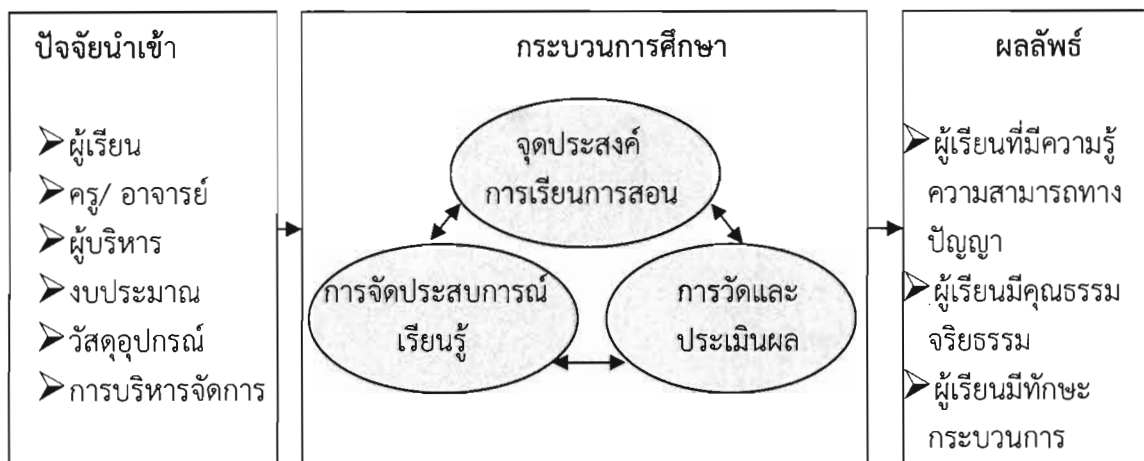 ปัจจัยนำเข้า
ผู้เรียน
ครู/ อาจารย์
ผู้บริหาร
งบประมาณ
วัสดุอุปกรณ์
การบริหารจัดการ
กระบวนการศึกษา
จุดประสงค์
การเรียนการสอน
การจัดประสบการณ์
เรียนรู้
การวัดและ
ประเมินผล
ผลลัพธ์
ผู้เรียนที่มีความรู้
ความสามารถทาง
ปัญญา
ผู้เรียนมีคุณธรรม
จริยธรรม
ผู้เรียนมีทักษะ
กระบวนการ